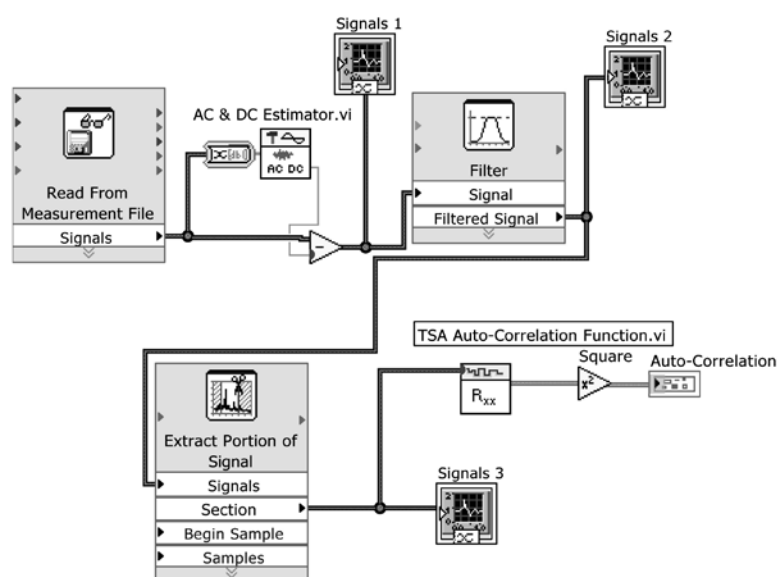 Signals 1
Signals 2
AC & DC Estimator.vi
AC DC
Read From
Measurement File
Signals
Filter
Signal
Filtered Signal
TSA Auto-Correlation Function.vi
Square
Auto-Correlation
Rxx
x²
Extract Portion of
Signal
Signals
Section
Begin Sample
Samples
Signals 3